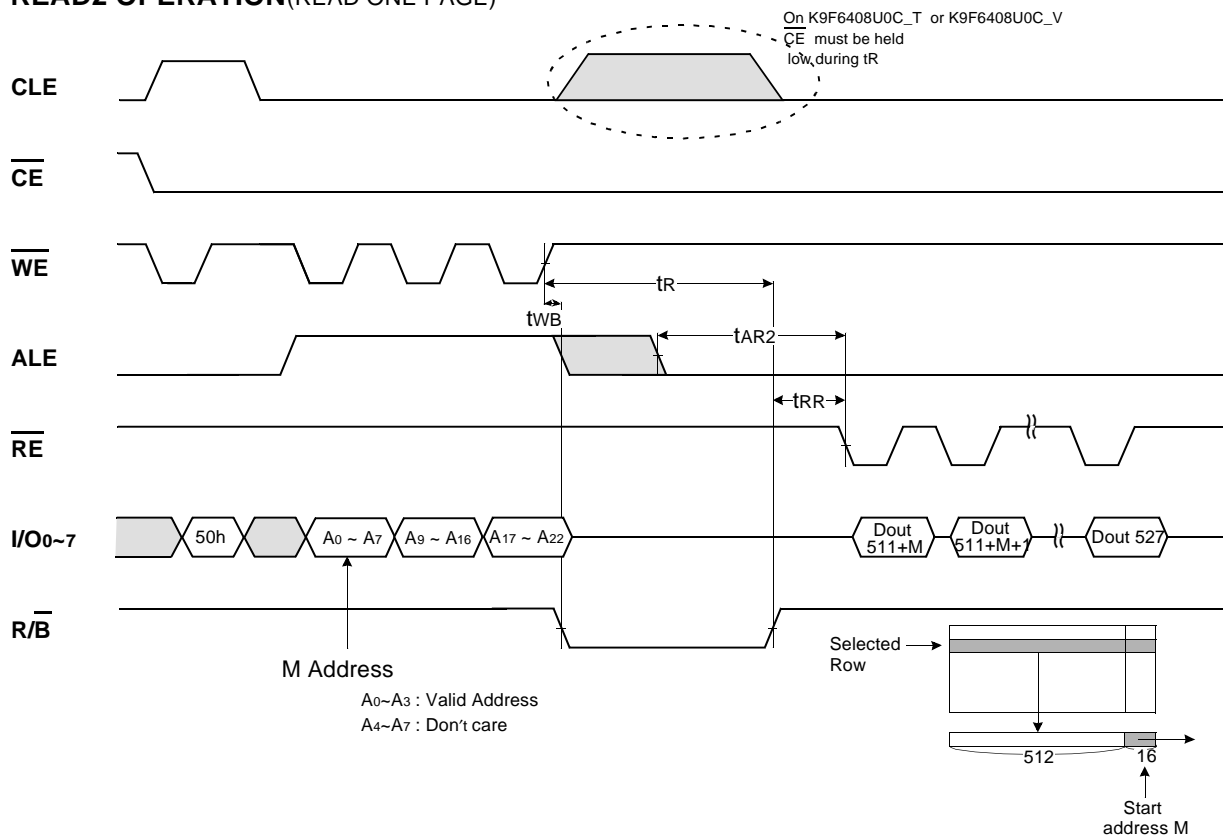 READ2 OPERATION(READ ONE PAGE)
On K9F6408U0C_T or K9F6408U0C_V
CE must be held
low during tR
CLE
CE
WE
tR
tWB
tAR2
ALE
tRR
RE
I/O0~7
50h
A0 ~ A7
A9 ~ A16
A17 ~ A22
Dout
511+M
Dout
511+M+1
Dout 527
R/B
M Address
A0~A3 : Valid Address
A4~A7 : Don't care
Selected
Row
512
16
Start
address M